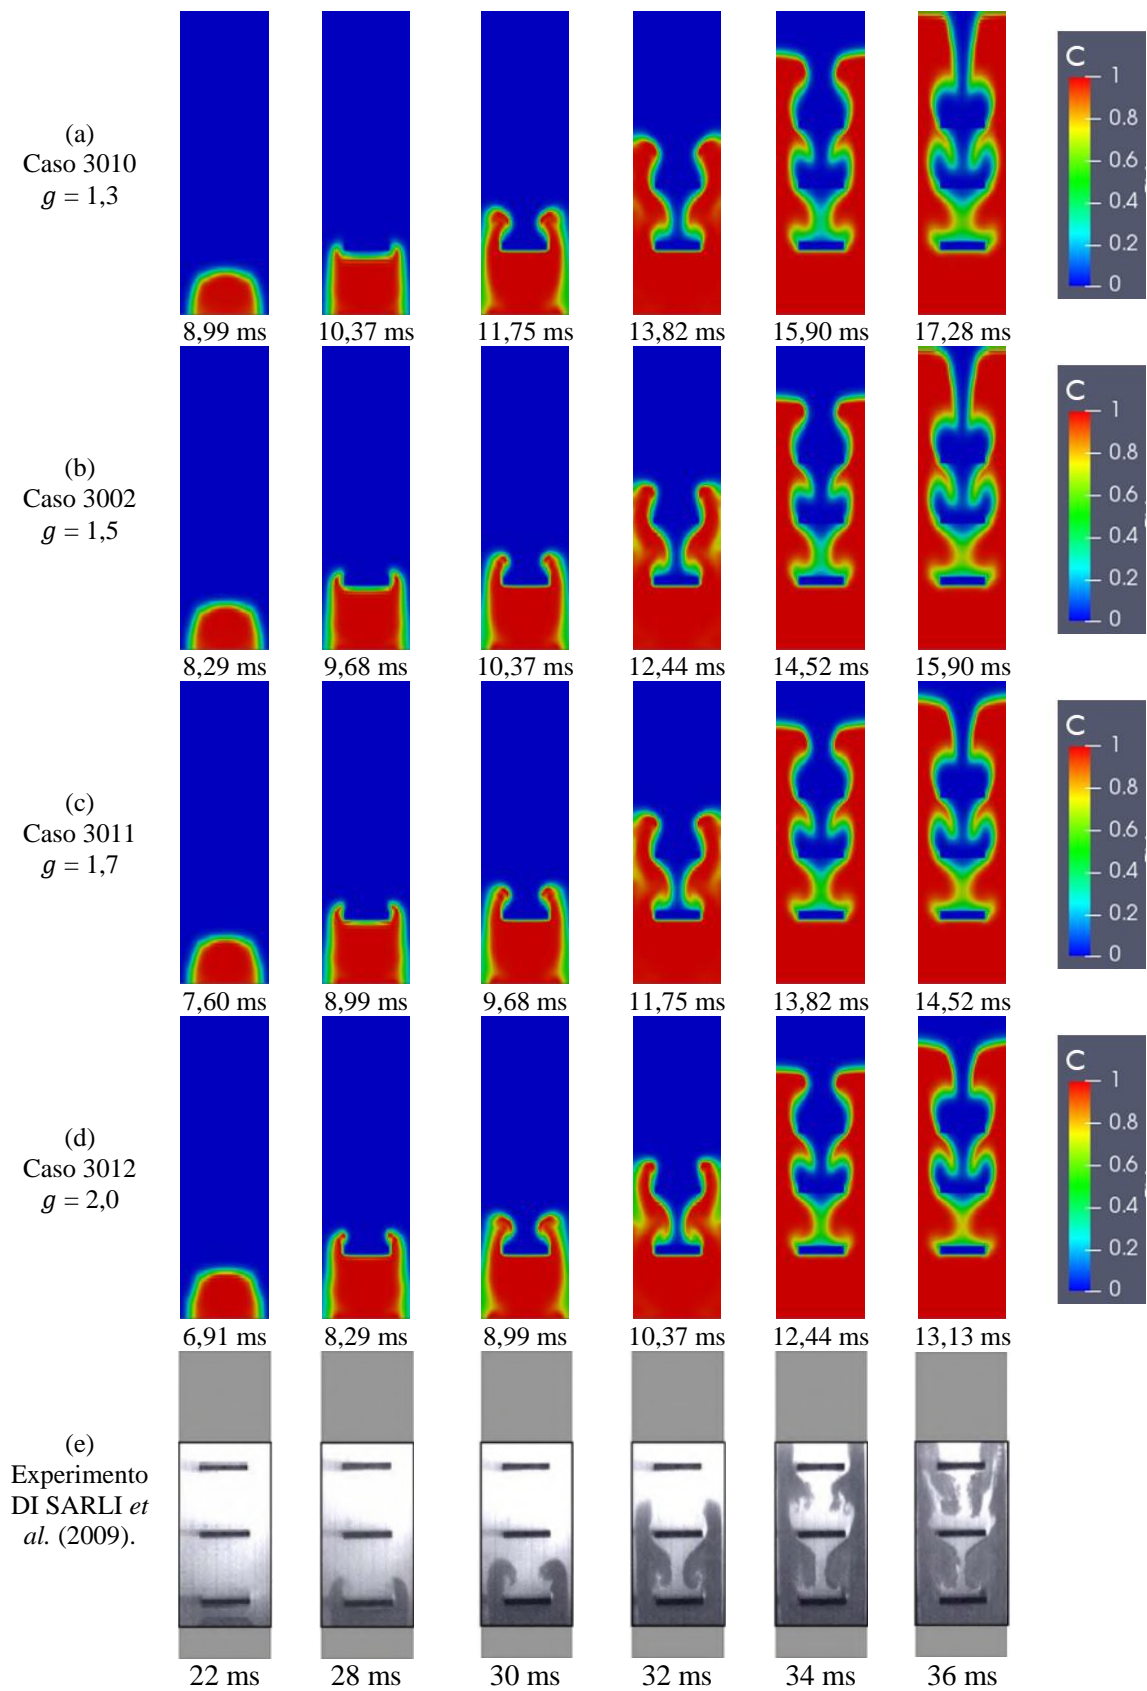 (a)
Caso 3010
g = 1,3
C
1
0.8
0.6
0.4
0.2
0
8,99 ms 10,37 ms 11,75 ms 13,82 ms 15,90 ms 17,28 ms
(b)
Caso 3002
g = 1,5
C
1
0.8
0.6
0.4
0.2
0
8,29 ms 9,68 ms 10,37 ms 12,44 ms 14,52 ms 15,90 ms
(c)
Caso 3011
g = 1,7
C
1
0.8
0.6
0.4
0.2
0
7,60 ms 8,99 ms 9,68 ms 11,75 ms 13,82 ms 14,52 ms
(d)
Caso 3012
g = 2,0
C
1
0.8
0.6
0.4
0.2
0
6,91 ms 8,29 ms 8,99 ms 10,37 ms 12,44 ms 13,13 ms
(e)
Experimento
DI SARLI et
al. (2009).
22 ms 28 ms 30 ms 32 ms 34 ms 36 ms